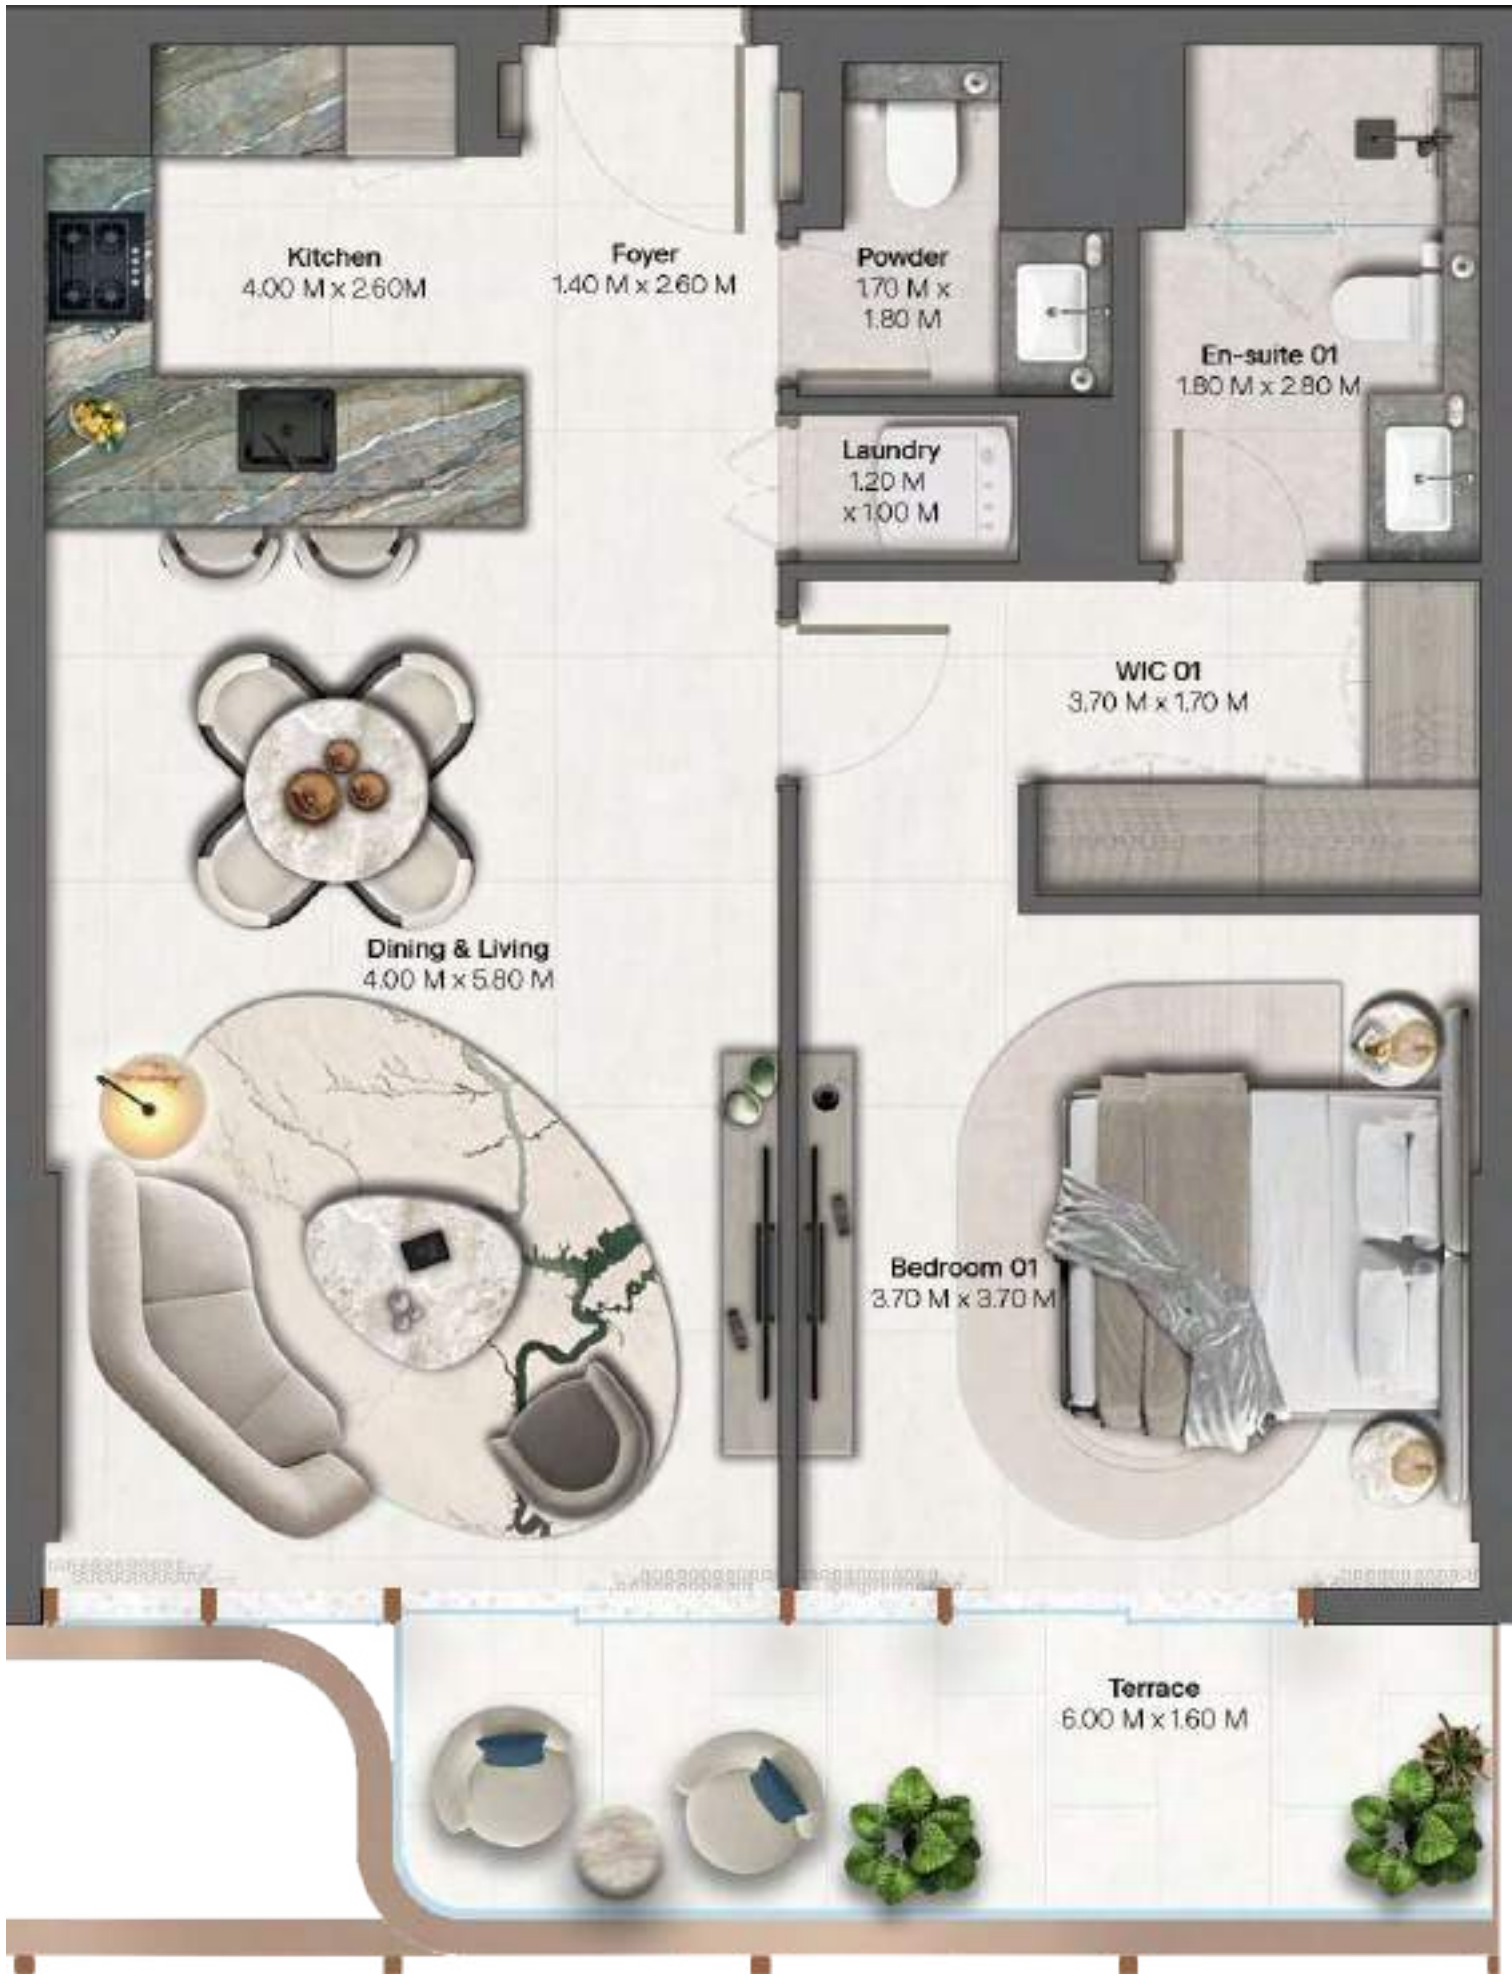 Kitchen
4.00 M x 2.60M
Foyer
1.40 M x 2.60 M
Powder
1.70 M x
1.80 M
En-suite 01
1.80 M x 2.80 M
Laundry
1.20 M
x 1.00 M
WIC 01
3.70 M x 1.70 M
Dining & Living
4.00 M x 5.80 M
Bedroom 01
3.70 M x 3.70 M
Terrace
6.00 M x 1.60 M